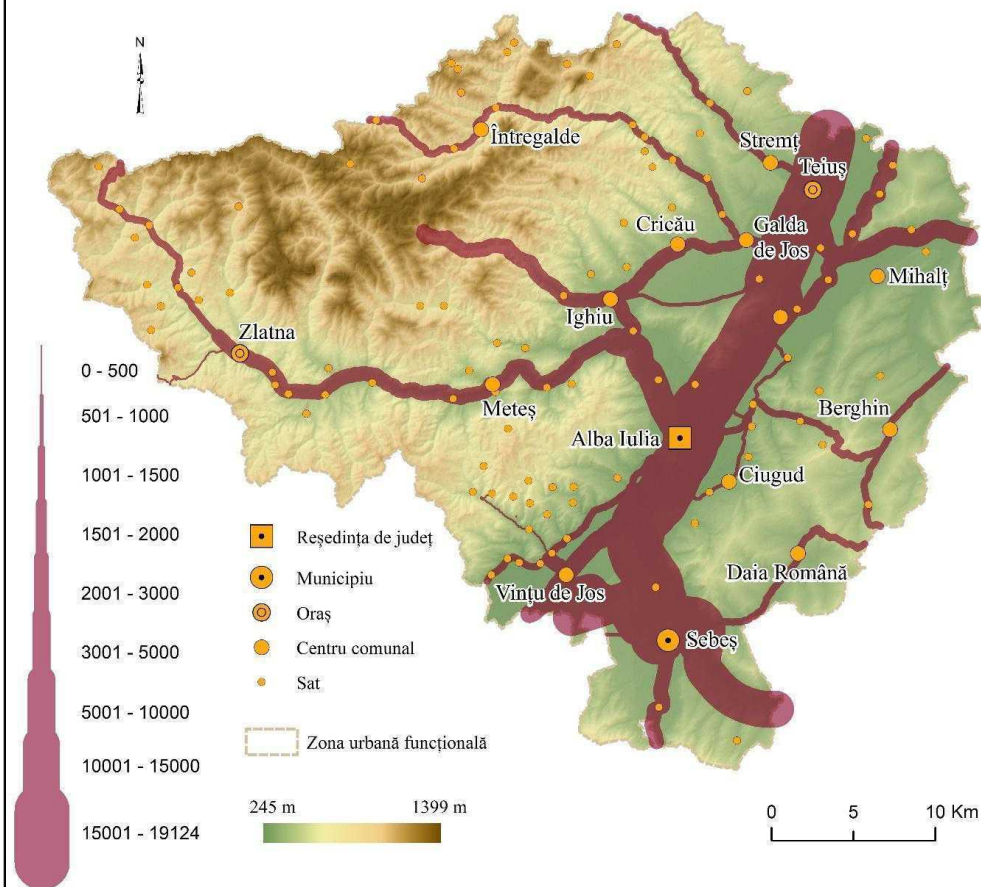 N
Întregalde
Stremț
Teiuș
Cricău
Galda
de Jos
Mihalț
Ighiu
Zlatna
Meteș
Berghin
Alba Iulia
Ciugud
Daia Română
Vințu de Jos
Sebeș
0 - 500
501 - 1000
1001 - 1500
1501 - 2000
2001 - 3000
3001 - 5000
5001 - 10000
10001 - 15000
15001 - 19124
Reședința de județ
Municipiu
Oraș
Centru comunal
Sat
Zona urbană funcțională
245 m 1399 m
0 5 10 Km